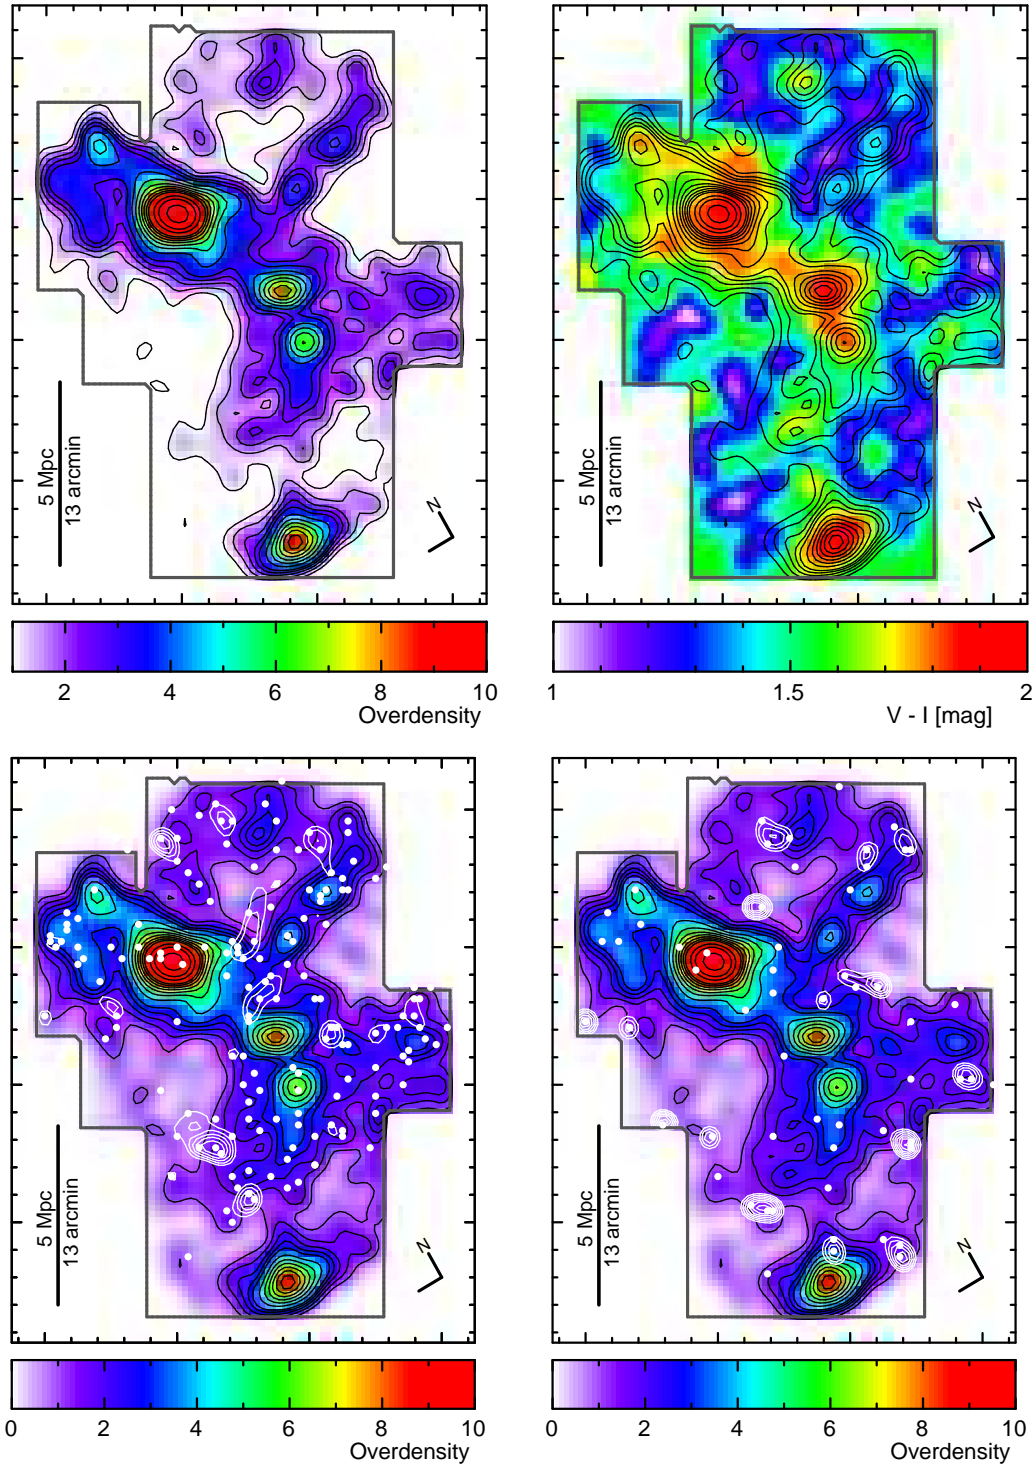 5 Mpc
13 arcmin
N
5 Mpc
13 arcmin
N
2 4 6 8 10
Overdensity
1 1.5 2
V - I [mag]
5 Mpc
13 arcmin
N
5 Mpc
13 arcmin
N
0 2 4 6 8 10
Overdensity
0 2 4 6 8 10
Overdensity